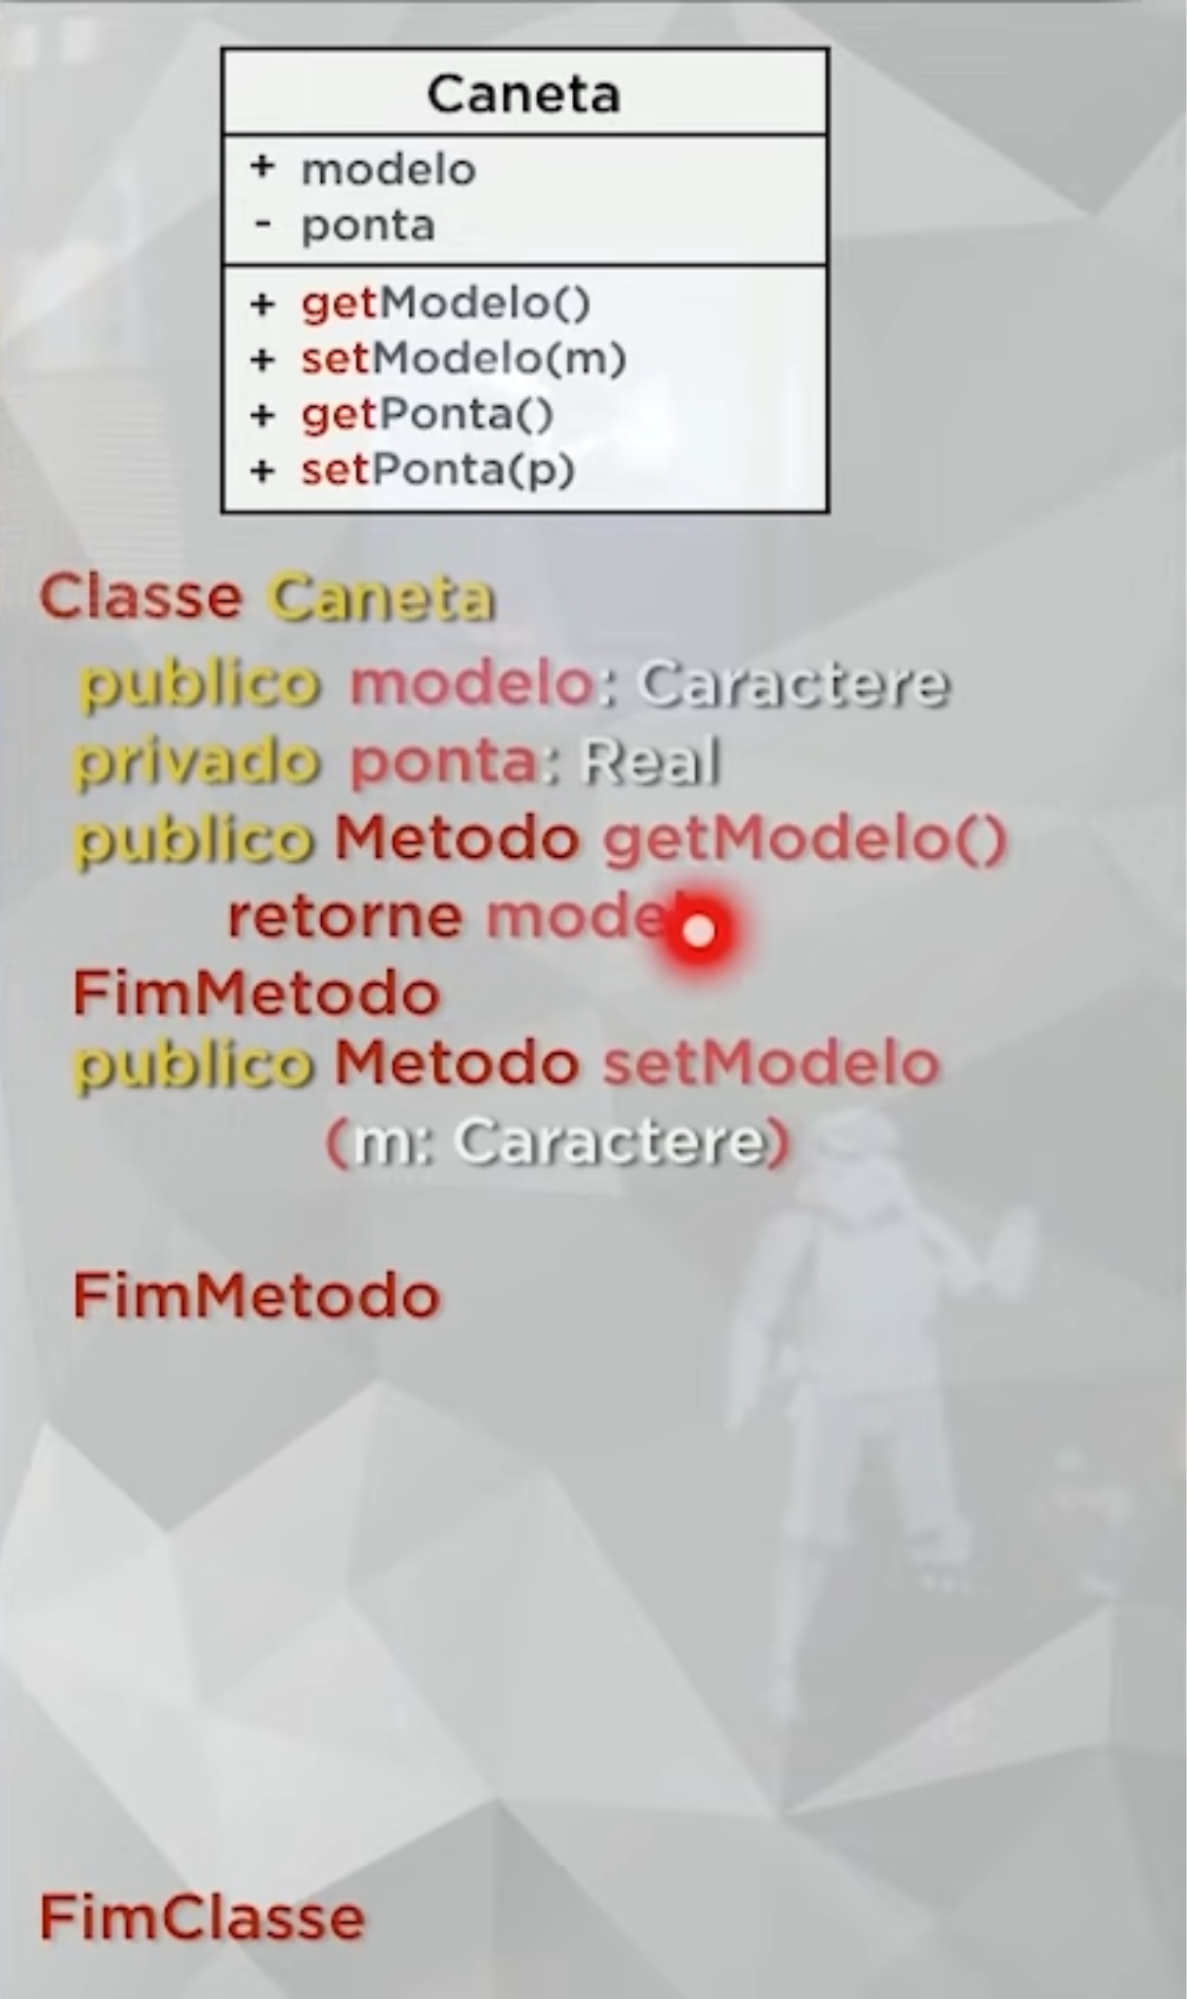 Caneta
+ modelo
- ponta
+ getModelo()
+ setModelo(m)
+ getPonta()
+ setPonta(p)
Classe Caneta
publico modelo: Caractere
privado ponta: Real
publico Metodo getModelo()
retorne
FimMetodo
publico Metodo setModelo
(m: Caractere)
FimMetodo
FimClasse